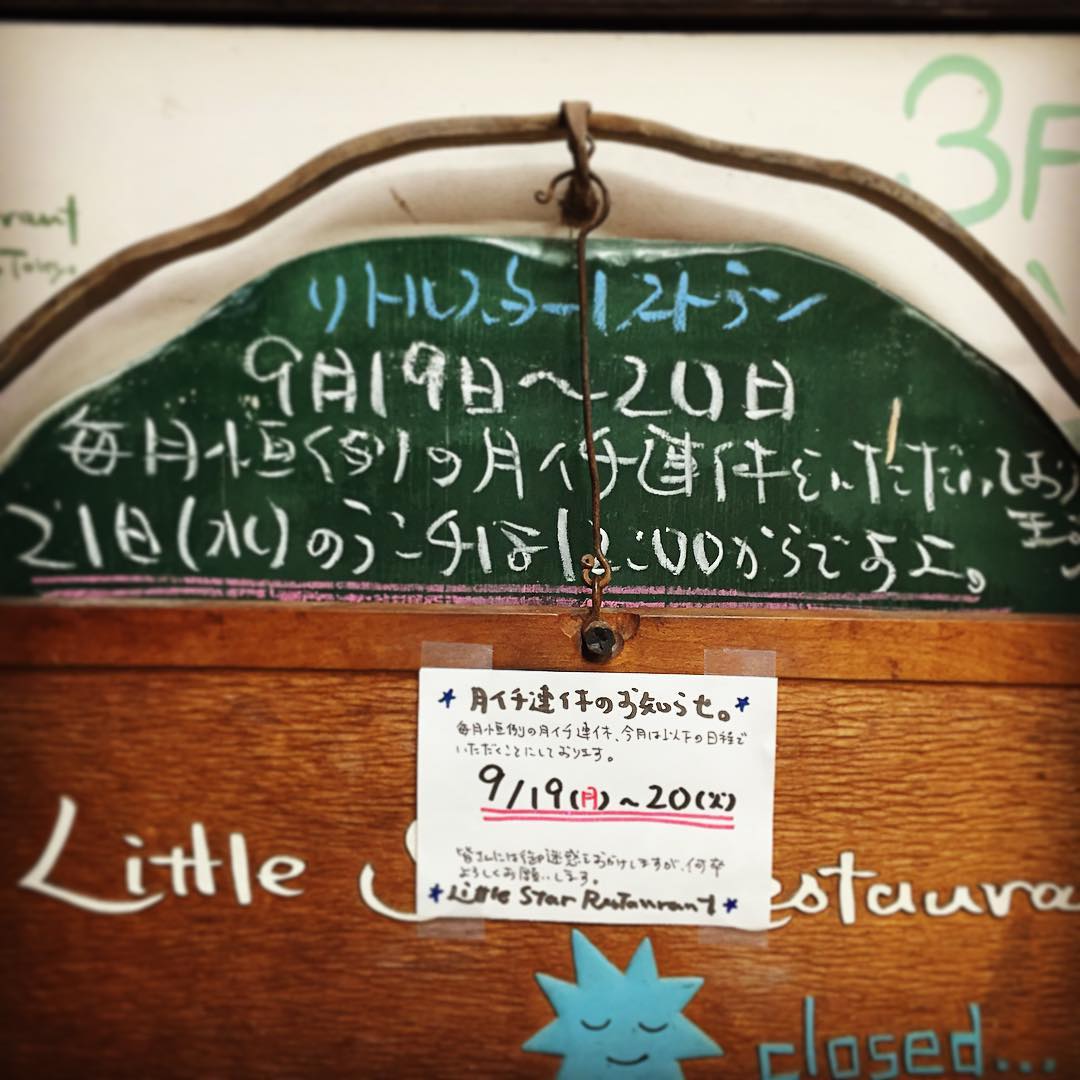 3F
リトルスターレストラン
9月19日〜20日
毎月恒例の月イチ連休をいただいてお
ます
21日(水)のランチは12:00からですよ。
★月イチ連休のお知らせ。★
毎月恒例の月イチ連休、今月は以下の日程で
いただくことにしております。
9/19(月)~20(火)
皆さんには御迷惑をおかけしますが、何卒
よろしくお願いします。
★Little Star Restaurant★
Little S estaura
closed...